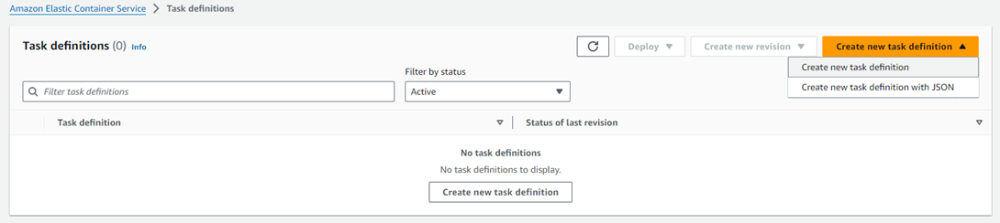 Amazon Elastic Container Service > Task definitions
Task definitions (0) Info
Deploy
Create new revision
Create new task definition
Create new task definition
Create new task definition with JSON
Filter by status
Filter task definitions
Active
Task definition
Status of last revision
No task definitions
No task definitions to display.
Create new task definition